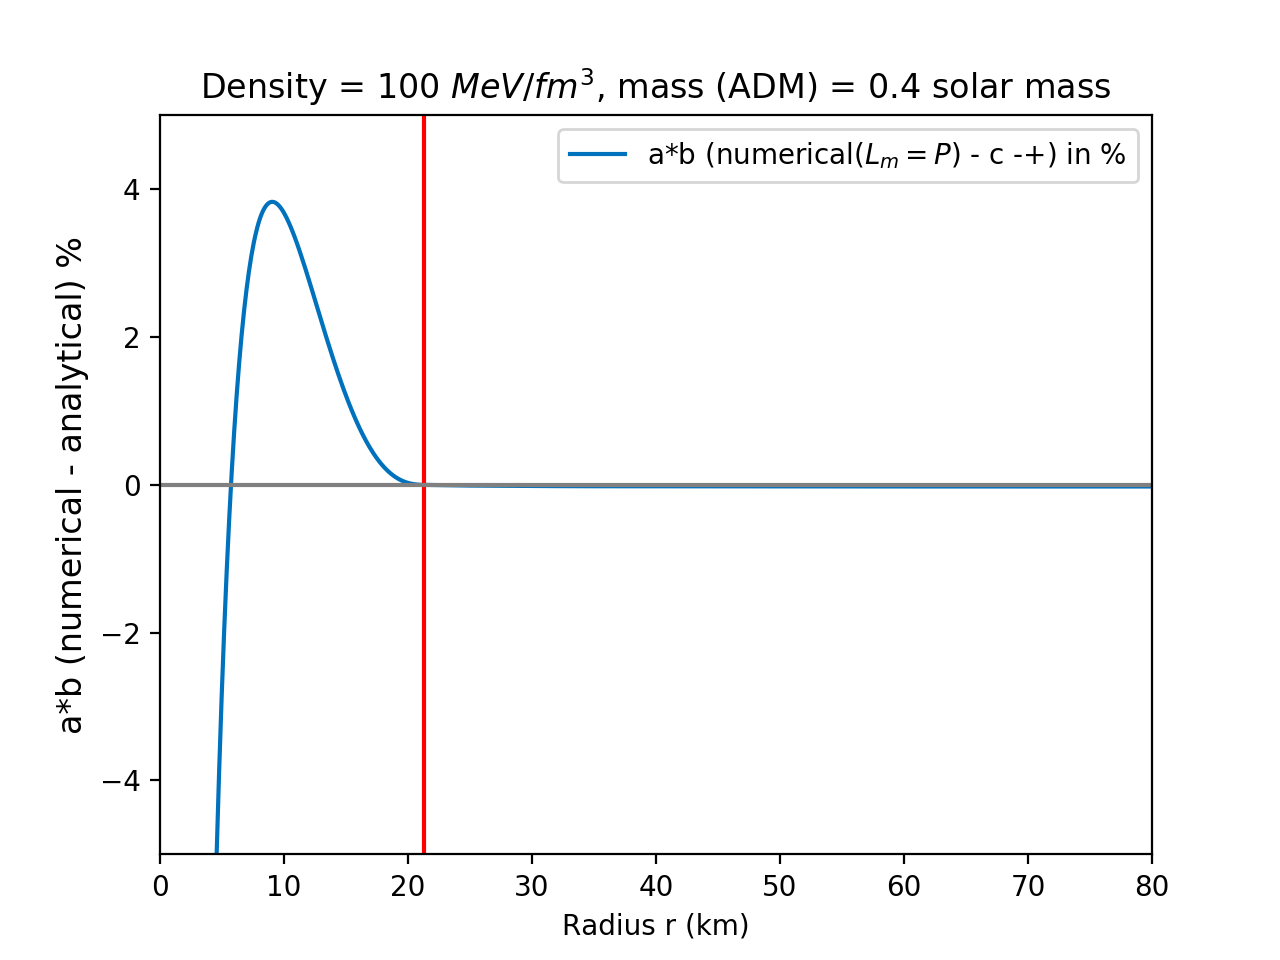 Density = 100 MeV/fm³, mass (ADM) = 0.4 solar mass
a*b (numerical(Lₘ = P) - c -+) in %
a*b (numerical - analytical) %
4
2
0
−2
−4
0 10 20 30 40 50 60 70 80
Radius r (km)